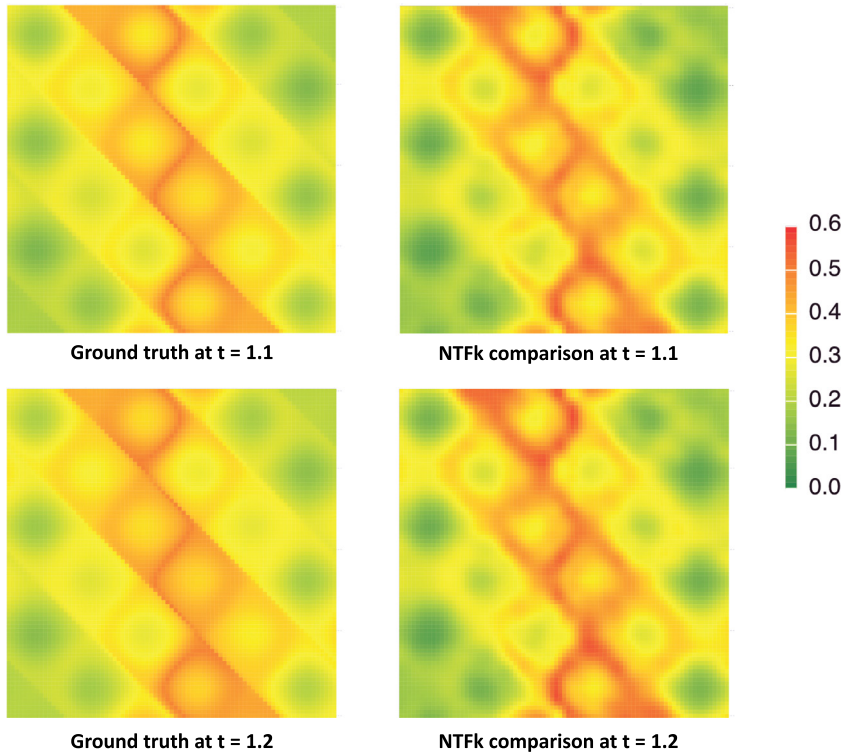 Ground truth at t = 1.1
NTFk comparison at t = 1.1
0.6
0.5
0.4
0.3
0.2
0.1
0.0
Ground truth at t = 1.2
NTFk comparison at t = 1.2